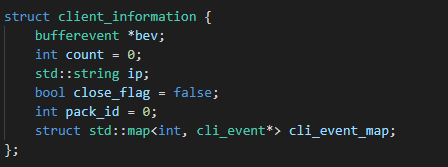 struct client_information {
    bufferevent *bev;
    int count = 0;
    std::string ip;
    bool close_flag = false;
    int pack_id = 0;
    struct std::map<int, cli_event*> cli_event_map;
};